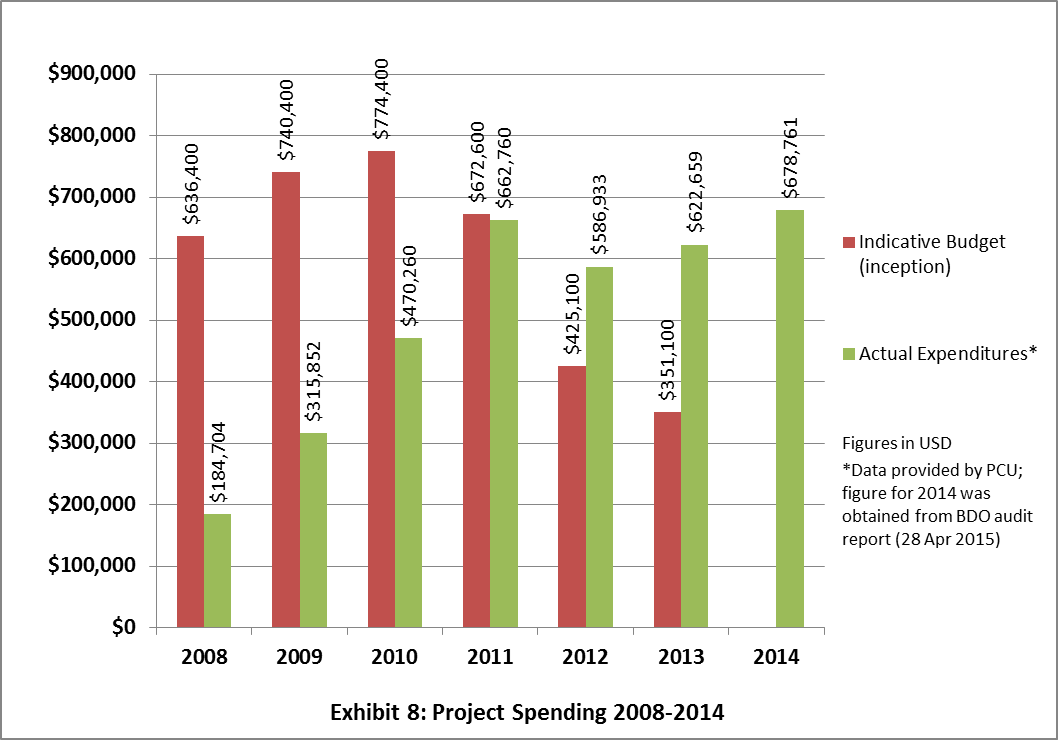 $900,000
$800,000
$700,000
$600,000
$500,000
$400,000
$300,000
$200,000
$100,000
$0
$636,400
$184,704
$740,400
$315,852
$774,400
$470,260
$672,600
$662,760
$425,100
$586,933
$351,100
$622,659
$678,761
2008 2009 2010 2011 2012 2013 2014
Indicative Budget
(inception)
Actual Expenditures*
Figures in USD
*Data provided by PCU;
figure for 2014 was
obtained from BDO audit
report (28 Apr 2015)
Exhibit 8: Project Spending 2008-2014